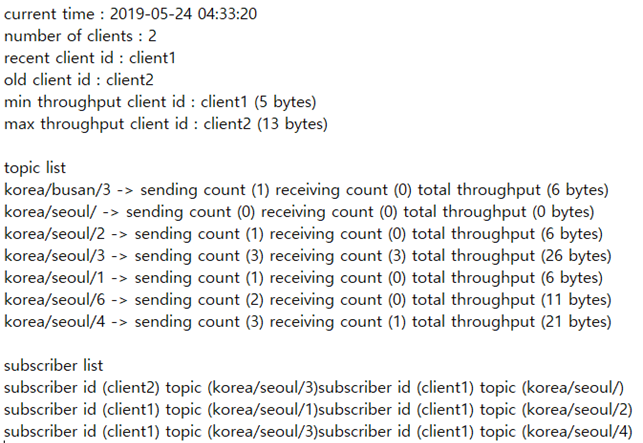 current time : 2019-05-24 04:33:20
number of clients : 2
recent client id : client1
old client id : client2
min throughput client id : client1 (5 bytes)
max throughput client id : client2 (13 bytes)

topic list
korea/busan/3 -> sending count (1) receiving count (0) total throughput (6 bytes)
korea/seoul/ -> sending count (0) receiving count (0) total throughput (0 bytes)
korea/seoul/2 -> sending count (1) receiving count (0) total throughput (6 bytes)
korea/seoul/3 -> sending count (3) receiving count (3) total throughput (26 bytes)
korea/seoul/1 -> sending count (1) receiving count (0) total throughput (6 bytes)
korea/seoul/6 -> sending count (2) receiving count (0) total throughput (11 bytes)
korea/seoul/4 -> sending count (3) receiving count (1) total throughput (21 bytes)

subscriber list
subscriber id (client2) topic (korea/seoul/3)subscriber id (client1) topic (korea/seoul/)
subscriber id (client1) topic (korea/seoul/1)subscriber id (client1) topic (korea/seoul/2)
subscriber id (client1) topic (korea/seoul/3)subscriber id (client1) topic (korea/seoul/4)